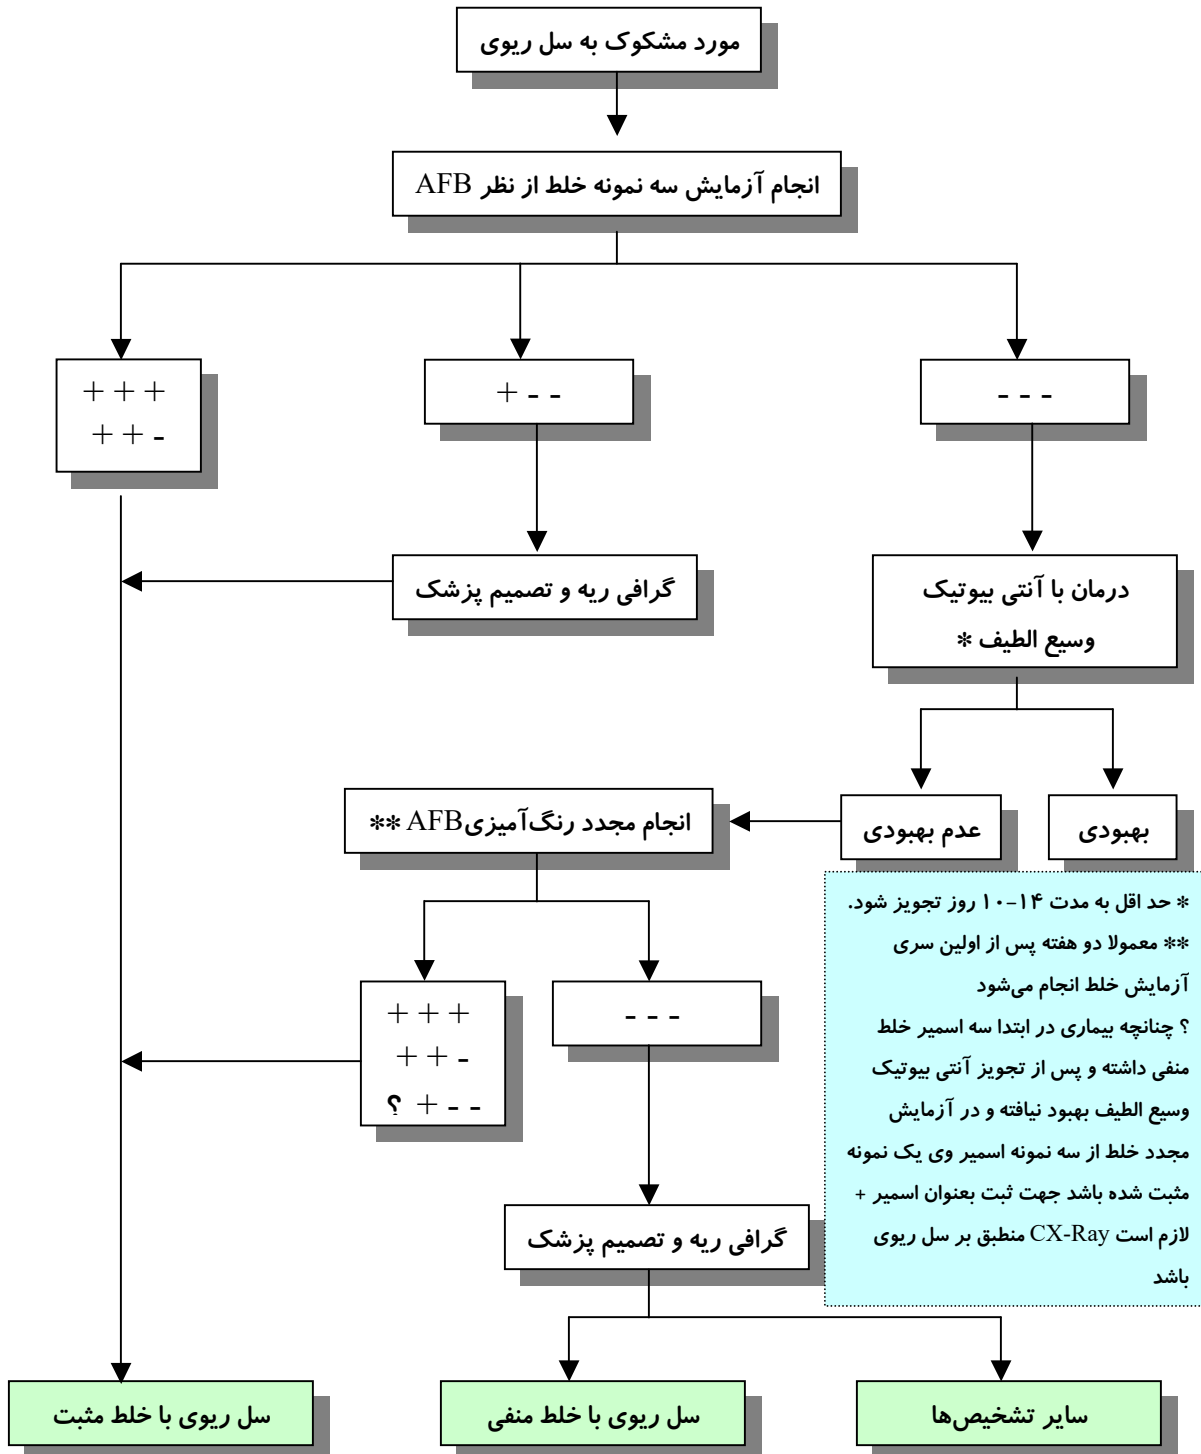 مورد مشکوک به سل ریوی
انجام آزمایش سه نمونه خلط از نظر AFB
+ + +
+ + -
+ - -
- - -
گرافی ریه و تصمیم پزشک
درمان با آنتی بیوتیک
وسیع الطیف *
انجام مجدد رنگ‌آمیزی AFB **
عدم بهبودی
بهبودی
* حد اقل به مدت ۱۴-۱۰ روز تجویز شود.
** معمولا دو هفته پس از اولین سری
آزمایش خلط انجام می‌شود
؟ چنانچه بیماری در ابتدا سه اسمیر خلط
منفی داشته و پس از تجویز آنتی بیوتیک
وسیع الطیف بهبود نیافته و در آزمایش
مجدد خلط از سه نمونه اسمیر وی یک نمونه
مثبت شده باشد جهت ثبت بعنوان اسمیر +
لازم است CX-Ray منطبق بر سل ریوی
باشد
+ + +
+ + -
؟ + - -
- - -
گرافی ریه و تصمیم پزشک
سل ریوی با خلط مثبت
سل ریوی با خلط منفی
سایر تشخیص‌ها